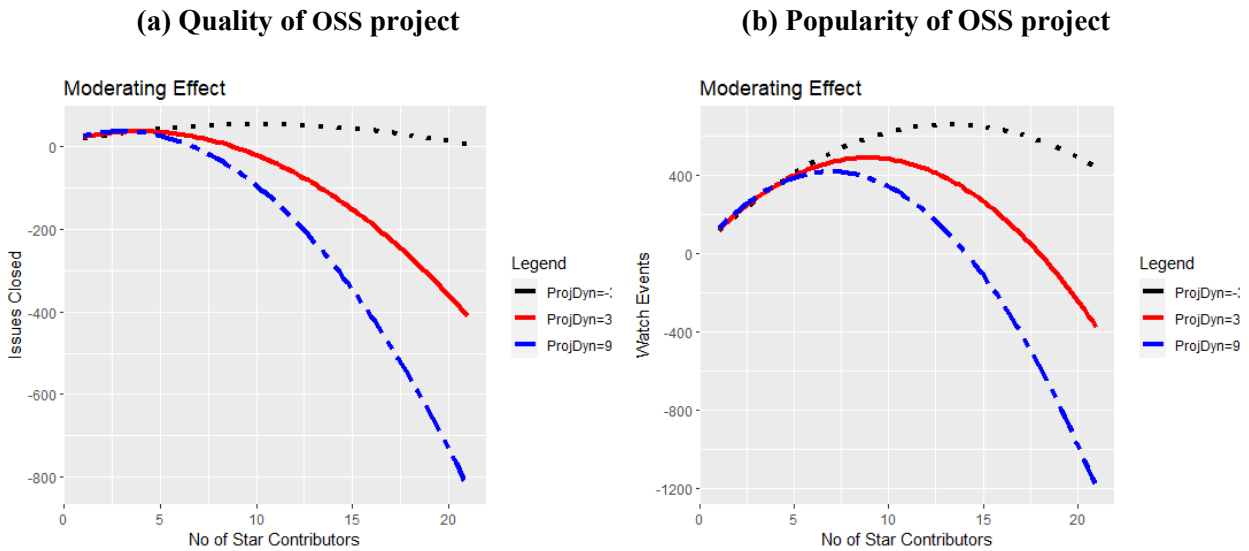 (a) Quality of OSS project
(b) Popularity of OSS project
Moderating Effect
Issues Closed
0
-200
-400
-600
-800
0 5 10 15 20
No of Star Contributors
Legend
ProjDyn=-3
ProjDyn=3
ProjDyn=9
Moderating Effect
Watch Events
400
0
-400
-800
-1200
0 5 10 15 20
No of Star Contributors
Legend
ProjDyn=-3
ProjDyn=3
ProjDyn=9